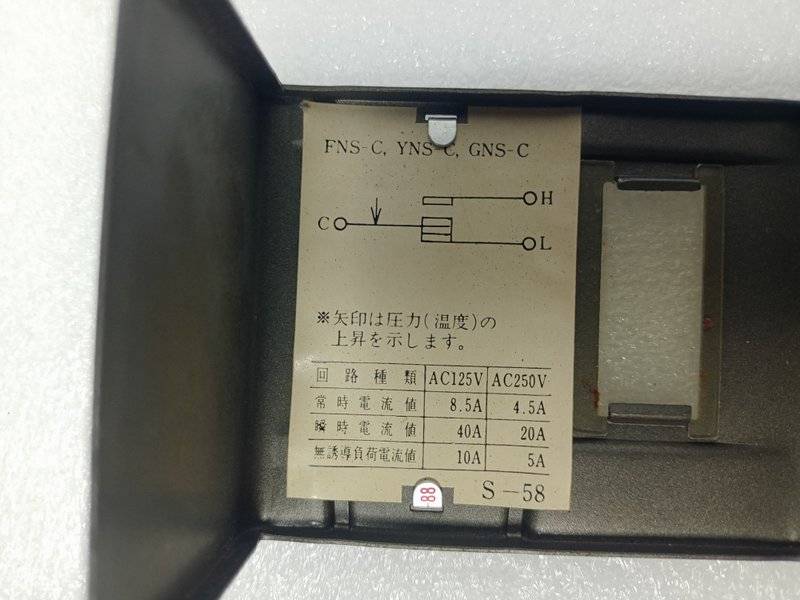 FNS-C, YNS-C, GNS-C
H
C
L
※矢印は圧力(温度)の
上昇を示します。
回路種類 AC125V AC250V
常時電流値 8.5A 4.5A
瞬時電流値 40A 20A
無誘導負荷電流値 10A 5A
S-58
88